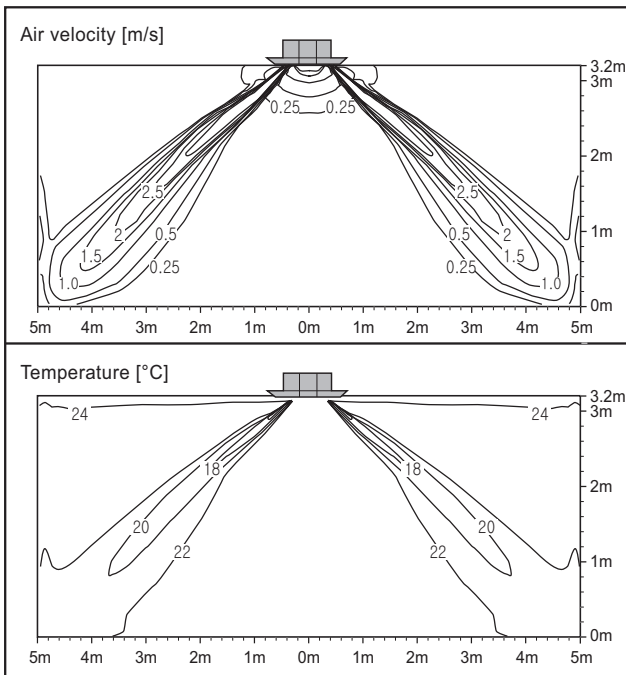 Air velocity [m/s]
3.2m
3m
0.25 0.25
2m
2.5 2.5
2 0.5 0.5 2
1m
1.5 0.25 0.25 1.5
1.0 1.0
0m
5m 4m 3m 2m 1m 0m 1m 2m 3m 4m 5m
Temperature [°C]
3.2m
24 24
3m
18 18
2m
20 20
22 22
1m
0m
5m 4m 3m 2m 1m 0m 1m 2m 3m 4m 5m